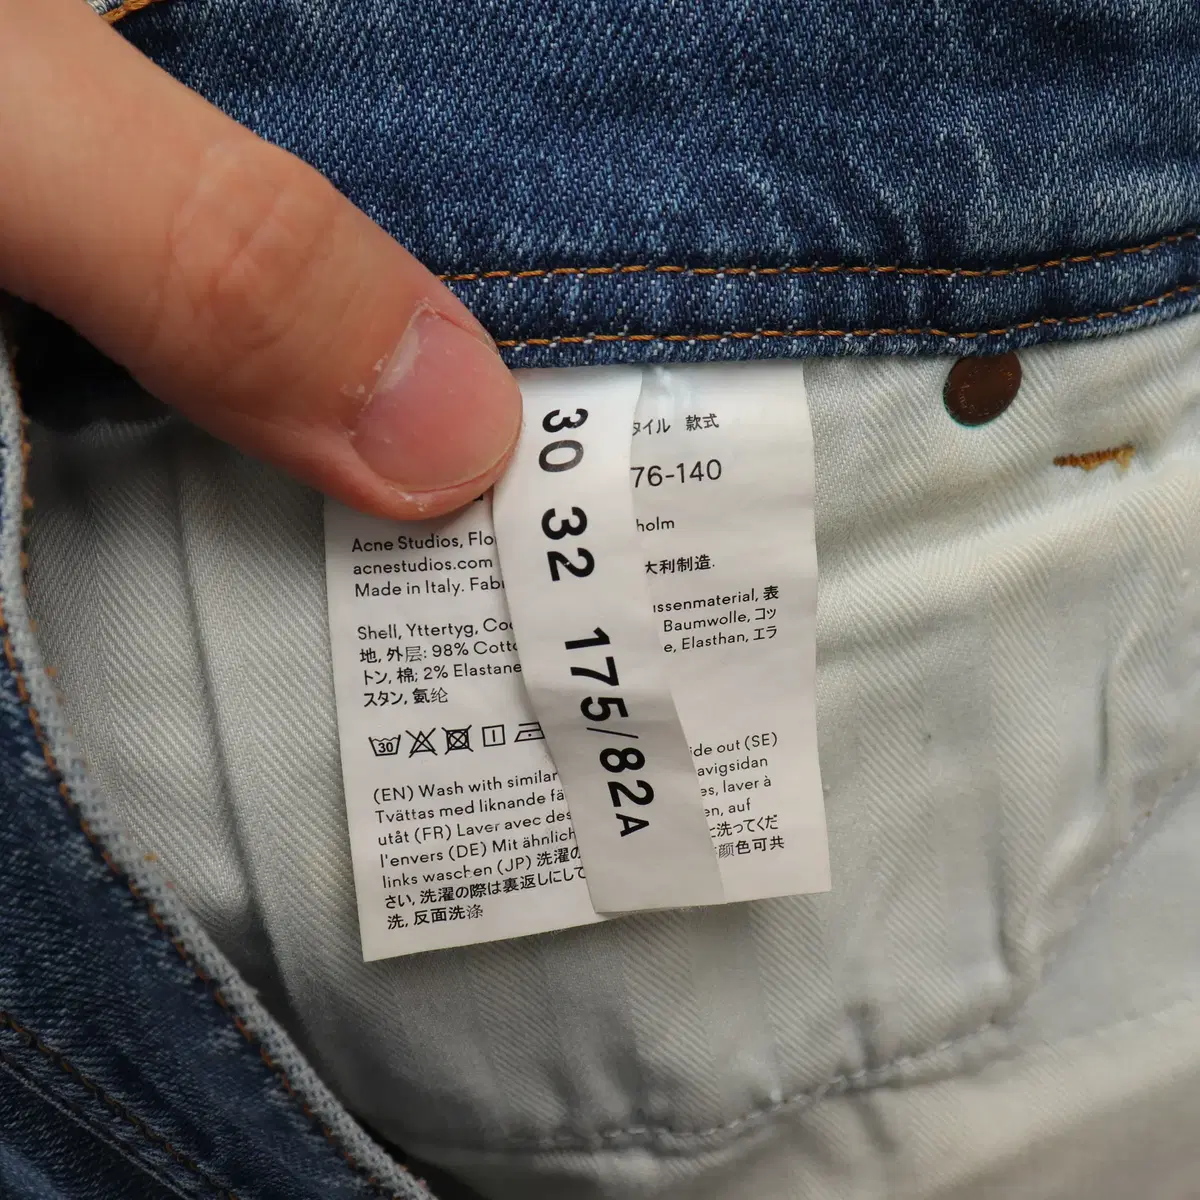 30 32 175/82A
タイル 款式
76-140
Acne Studios, Flo
holm
acnestudios.com
Made in Italy. Fab
大利制造.
Shell, Yttertyg, Co
ussenmaterial, 表
地, 外层: 98% Cott
Baumwolle, コッ
トン, 棉; 2% Elastane
e, Elasthan, エラ
スタン, 氨纶
30
(EN) Wash with similar
ide out (SE)
Tvättas med liknande fä
avigsidan
utåt (FR) Laver avec des
es, laver à
l'envers (DE) Mit ähnlich
en, auf
links waschen (JP) 洗濯の
に洗ってくだ
さい, 洗濯の際は裏返しにして
颜色可共
洗, 反面洗涤